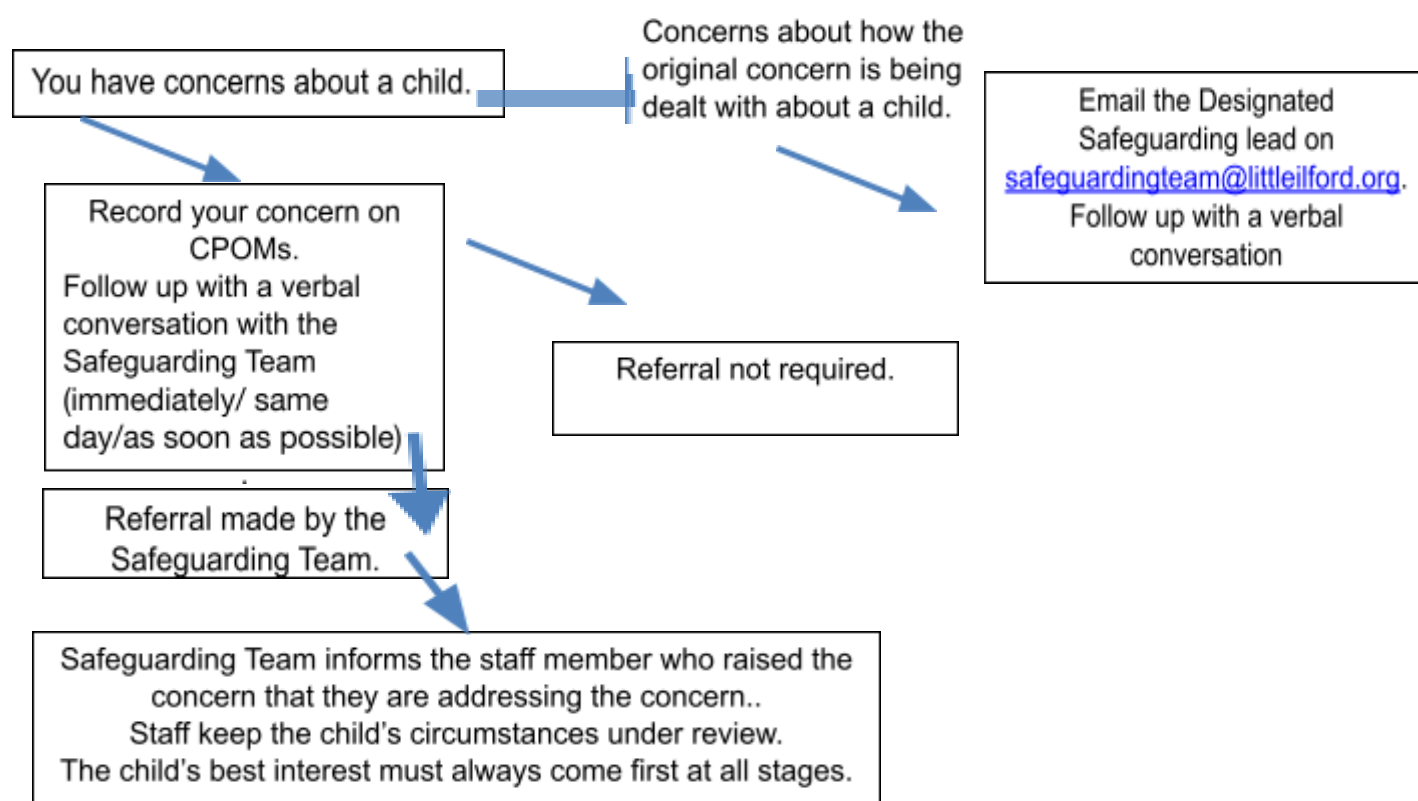 You have concerns about a child.
Concerns about how the
original concern is being
dealt with about a child.
Email the Designated
Safeguarding lead on
safeguardingteam@littleilford.org.
Follow up with a verbal
conversation
Record your concern on
CPOMs.
Follow up with a verbal
conversation with the
Safeguarding Team
(immediately/ same
day/as soon as possible)
.
Referral not required.
Referral made by the
Safeguarding Team.
Safeguarding Team informs the staff member who raised the
concern that they are addressing the concern..
Staff keep the child’s circumstances under review.
The child’s best interest must always come first at all stages.